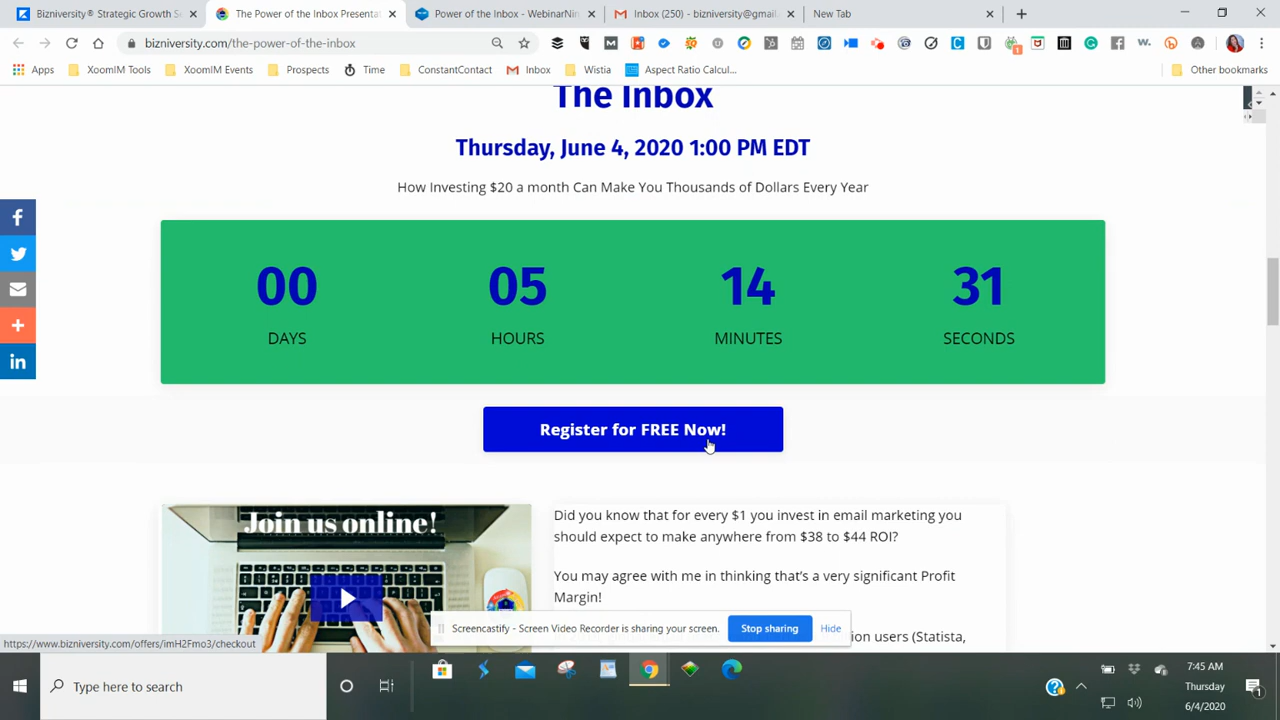 Bizniversity® Strategic Growth S
The Power of the Inbox Presenta
Power of the Inbox - WebinarNin
Inbox (250) - bizniversity@gmail
New Tab
bizniversity.com/the-power-of-the-inbox
Apps
XoomIM Tools
XoomIM Events
Prospects
Time
ConstantContact
Inbox
Wistia
Aspect Ratio Calcul...
Other bookmarks
The Inbox
Thursday, June 4, 2020 1:00 PM EDT
How Investing $20 a month Can Make You Thousands of Dollars Every Year
00 05 14 31
DAYS HOURS MINUTES SECONDS
Register for FREE Now!
Join us online!
Did you know that for every $1 you invest in email marketing you
should expect to make anywhere from $38 to $44 ROI?
You may agree with me in thinking that's a very significant Profit
Margin!
ion users (Statista,
Screencastify - Screen Video Recorder is sharing your screen.
Stop sharing
Hide
https://www.bizniversity.com/offers/imH2Fmo3/checkout
Type here to search
7:45 AM
Thursday
6/4/2020